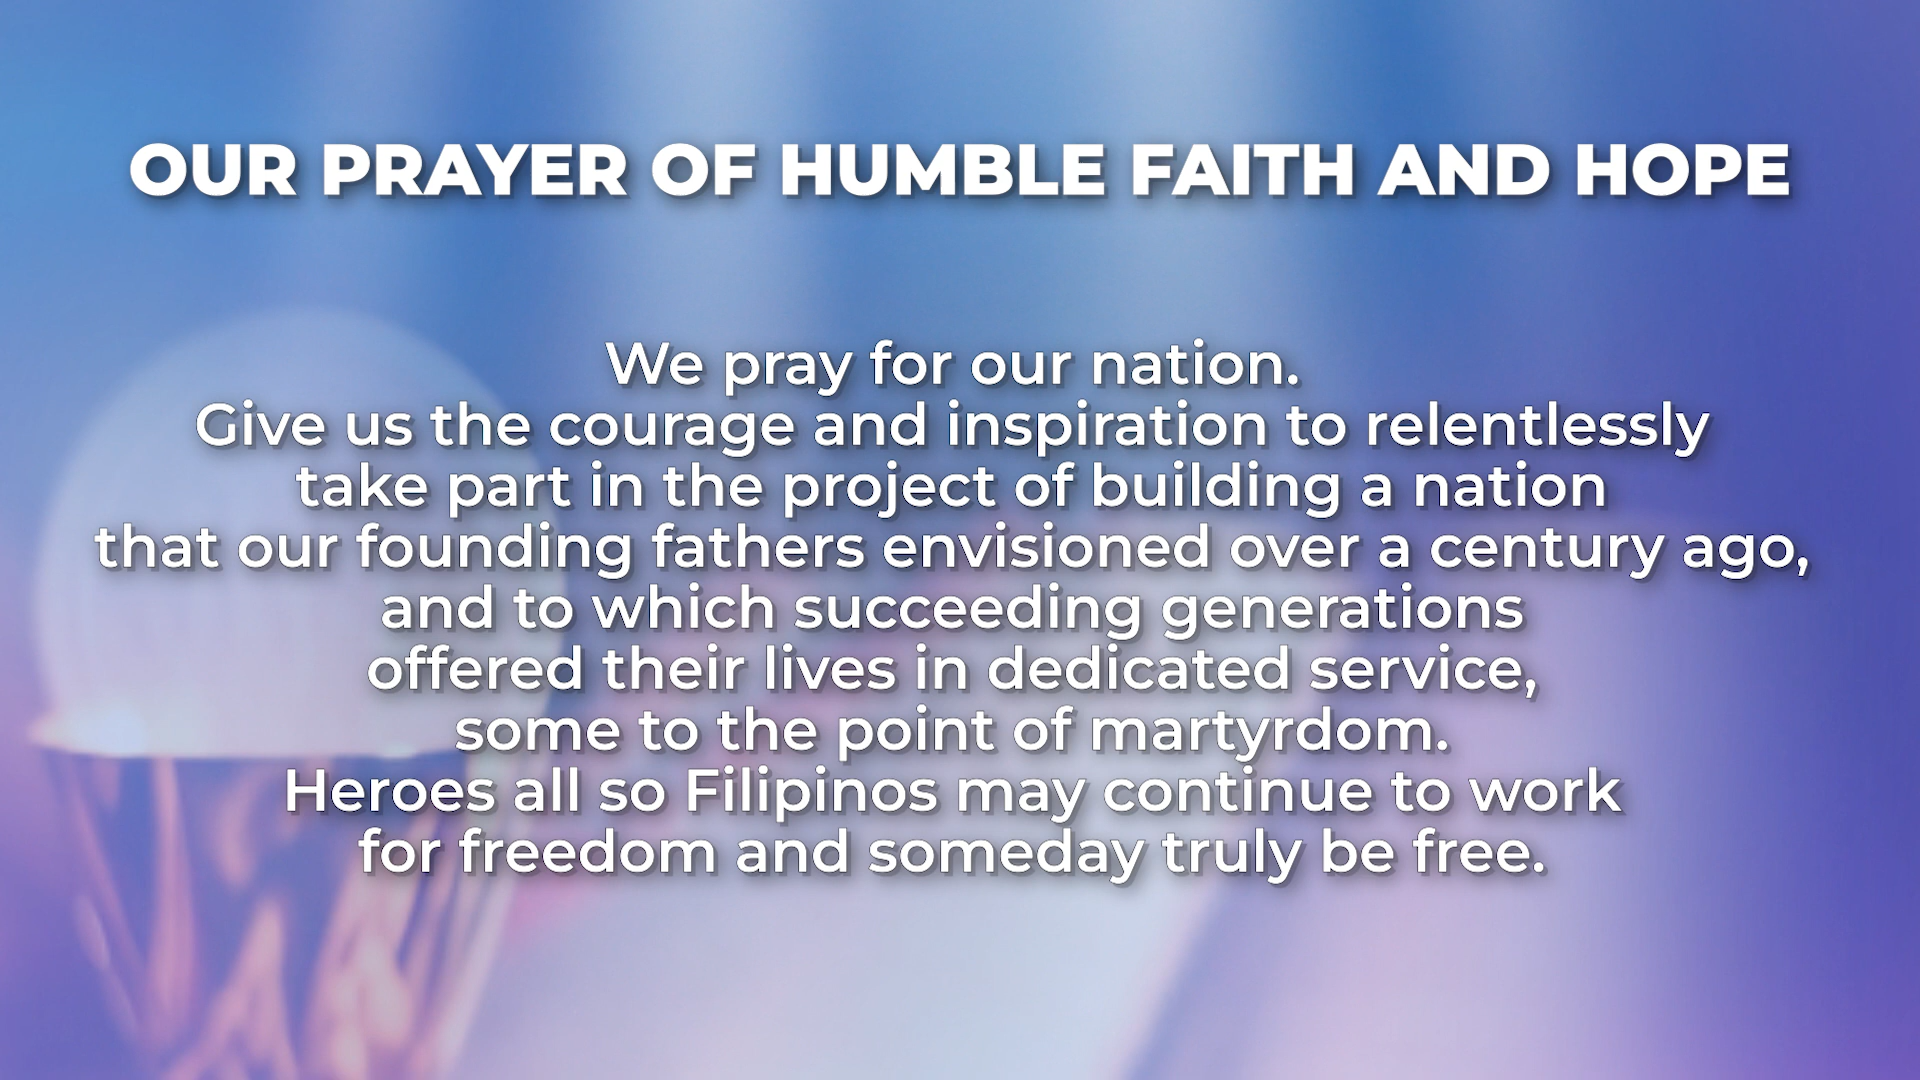 OUR PRAYER OF HUMBLE FAITH AND HOPE
We pray for our nation.
Give us the courage and inspiration to relentlessly
take part in the project of building a nation
that our founding fathers envisioned over a century ago,
and to which succeeding generations
offered their lives in dedicated service,
some to the point of martyrdom.
Heroes all so Filipinos may continue to work
for freedom and someday truly be free.